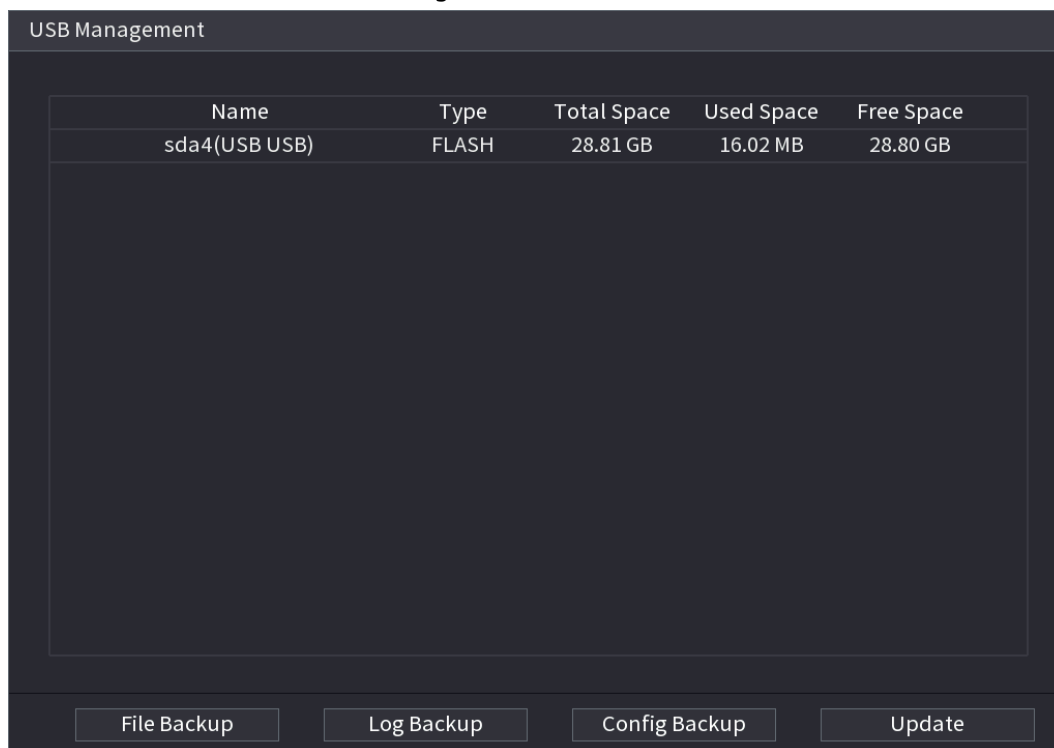 USB Management
Name Type Total Space Used Space Free Space
sda4(USB USB) FLASH 28.81 GB 16.02 MB 28.80 GB
File Backup Log Backup Config Backup Update